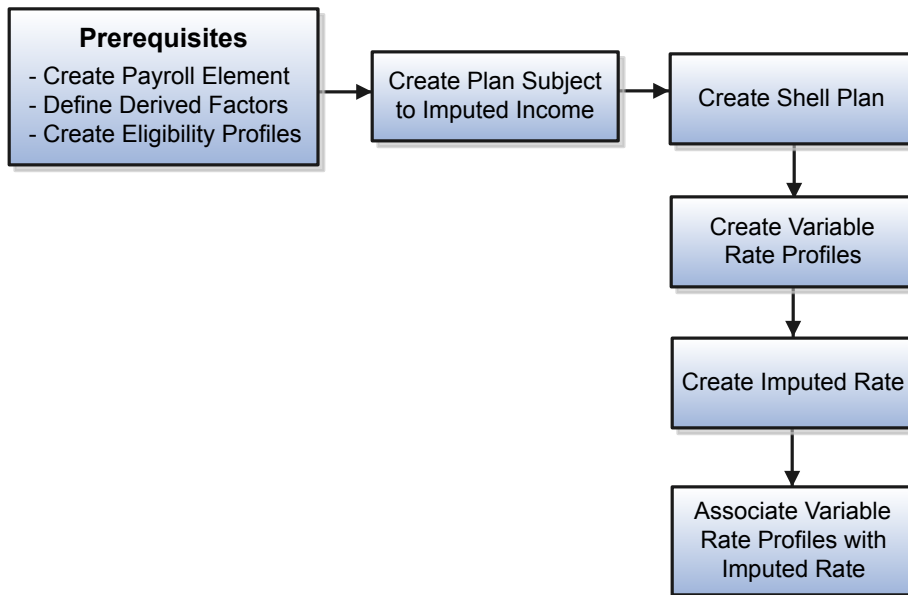 Prerequisites
- Create Payroll Element
- Define Derived Factors
- Create Eligibility Profiles
Create Plan Subject
to Imputed Income
Create Shell Plan
Create Variable
Rate Profiles
Create Imputed Rate
Associate Variable
Rate Profiles with
Imputed Rate